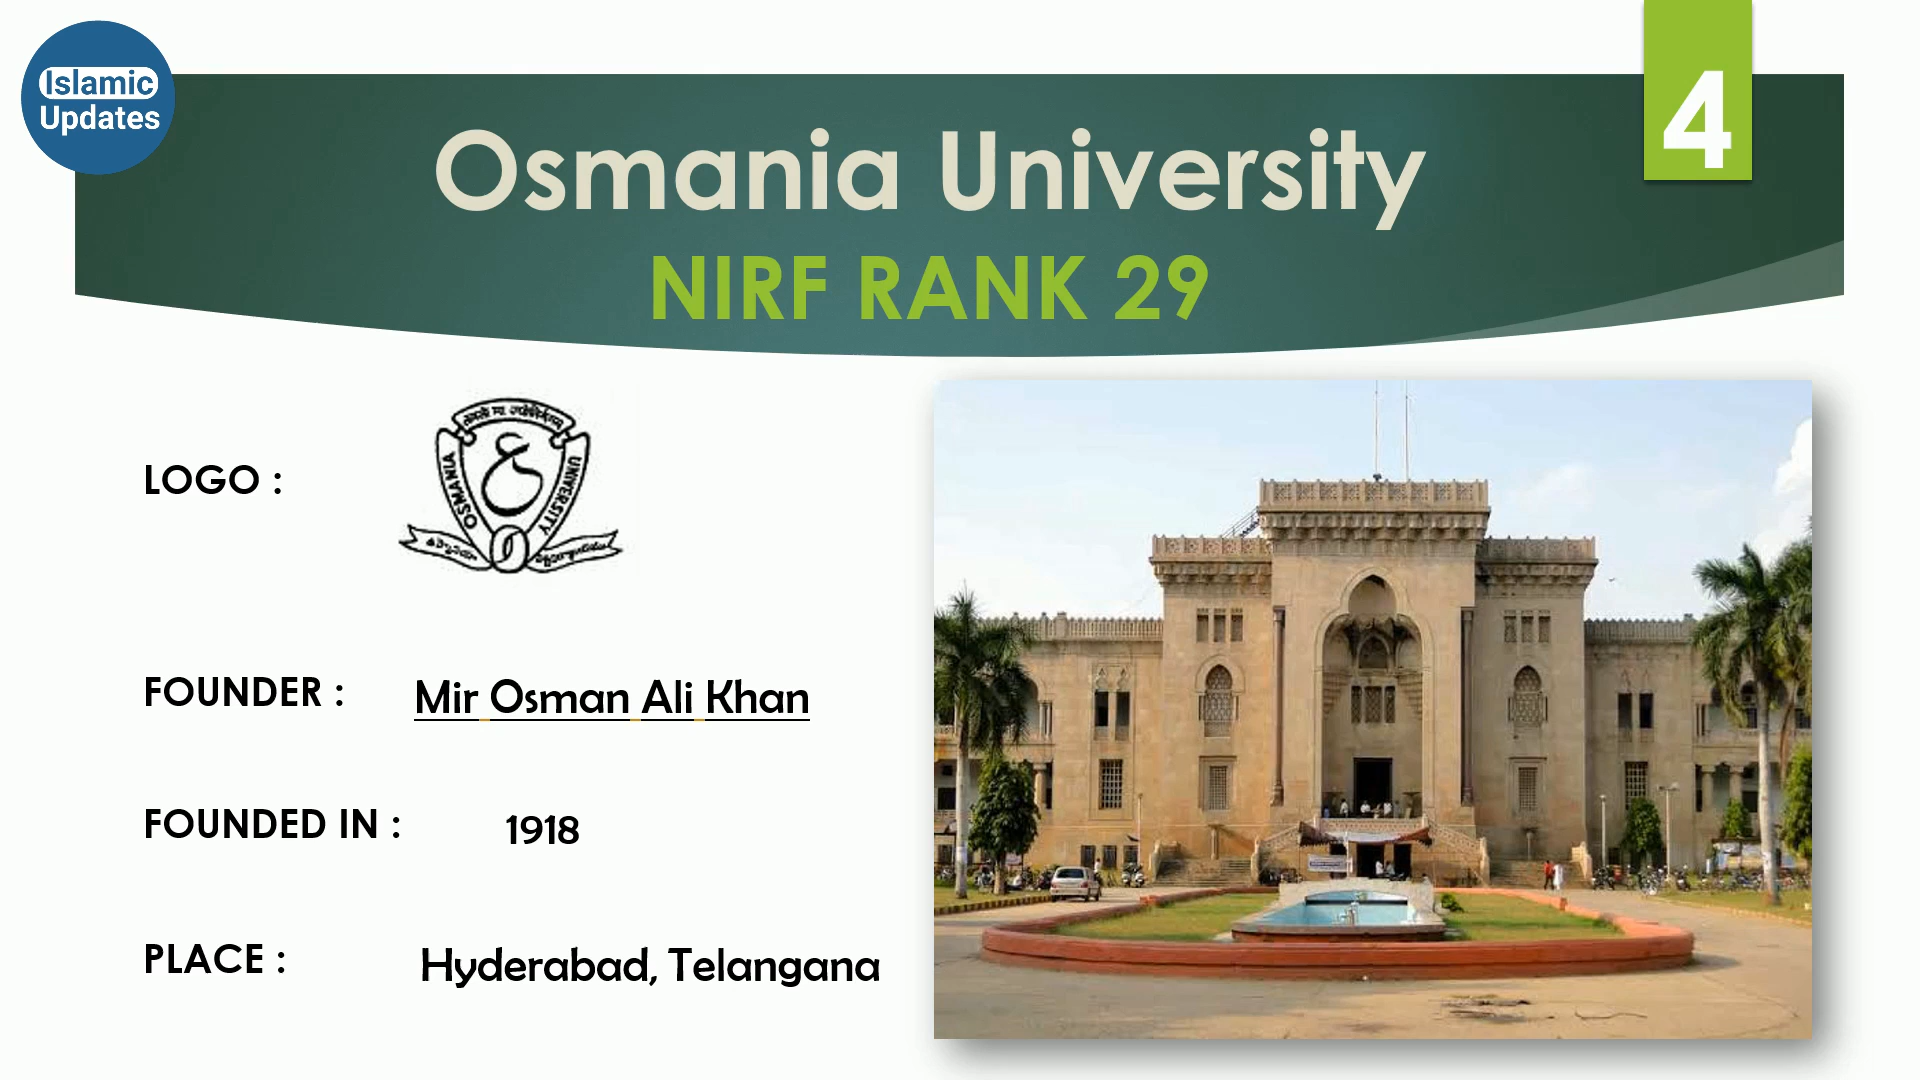 Islamic
Updates
4
Osmania University
NIRF RANK 29
LOGO :
OSMANIA
UNIVERSITY
FOUNDER :
Mir Osman Ali Khan
FOUNDED IN :
1918
PLACE :
Hyderabad, Telangana